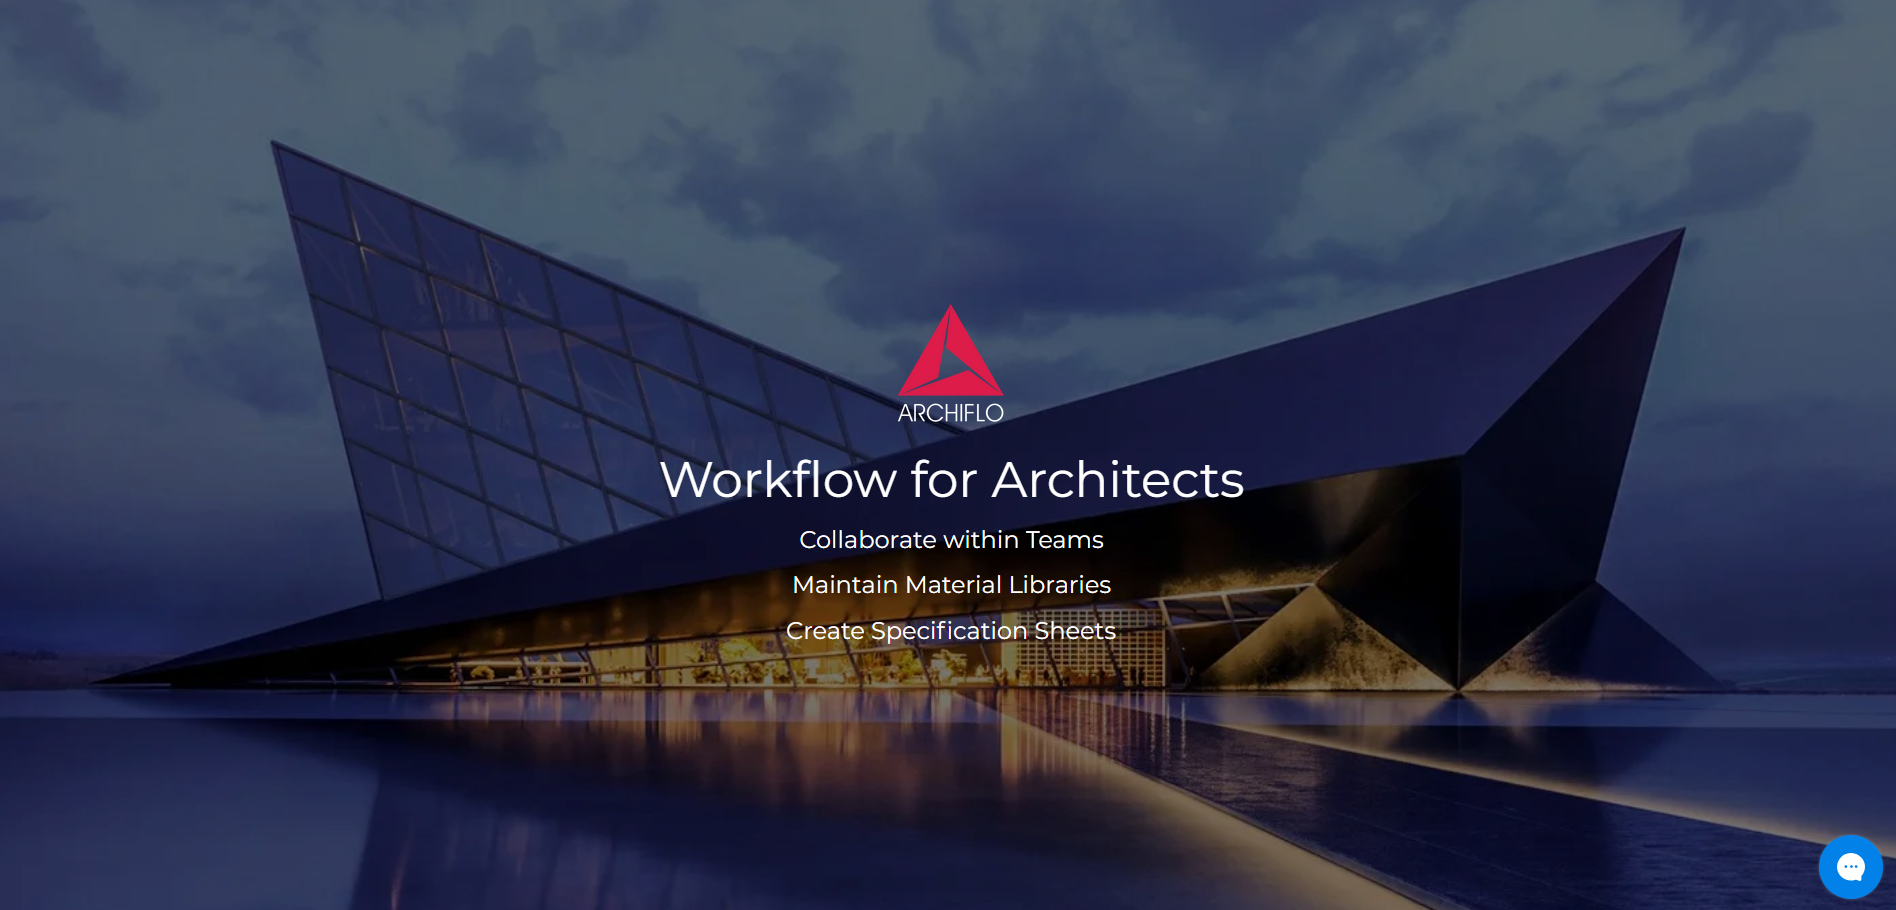 ARCHIFLO
Workflow for Architects
Collaborate within Teams
Maintain Material Libraries
Create Specification Sheets